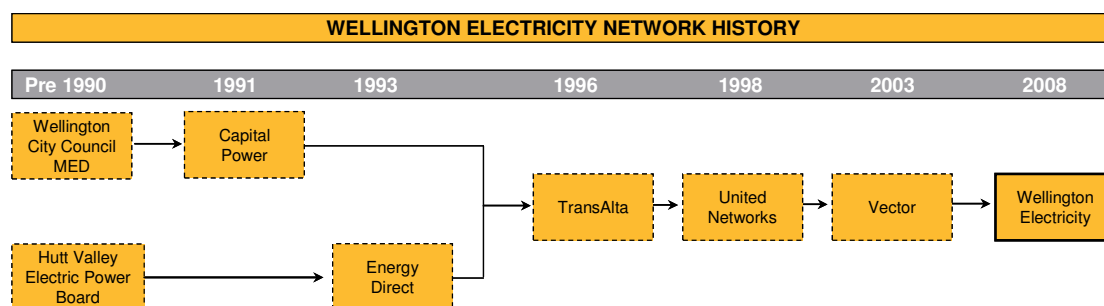 WELLINGTON ELECTRICITY NETWORK HISTORY
Pre 1990 1991 1993 1996 1998 2003 2008
Wellington
City Council
MED
Capital
Power
TransAlta
United
Networks
Vector
Wellington
Electricity
Hutt Valley
Electric Power
Board
Energy
Direct